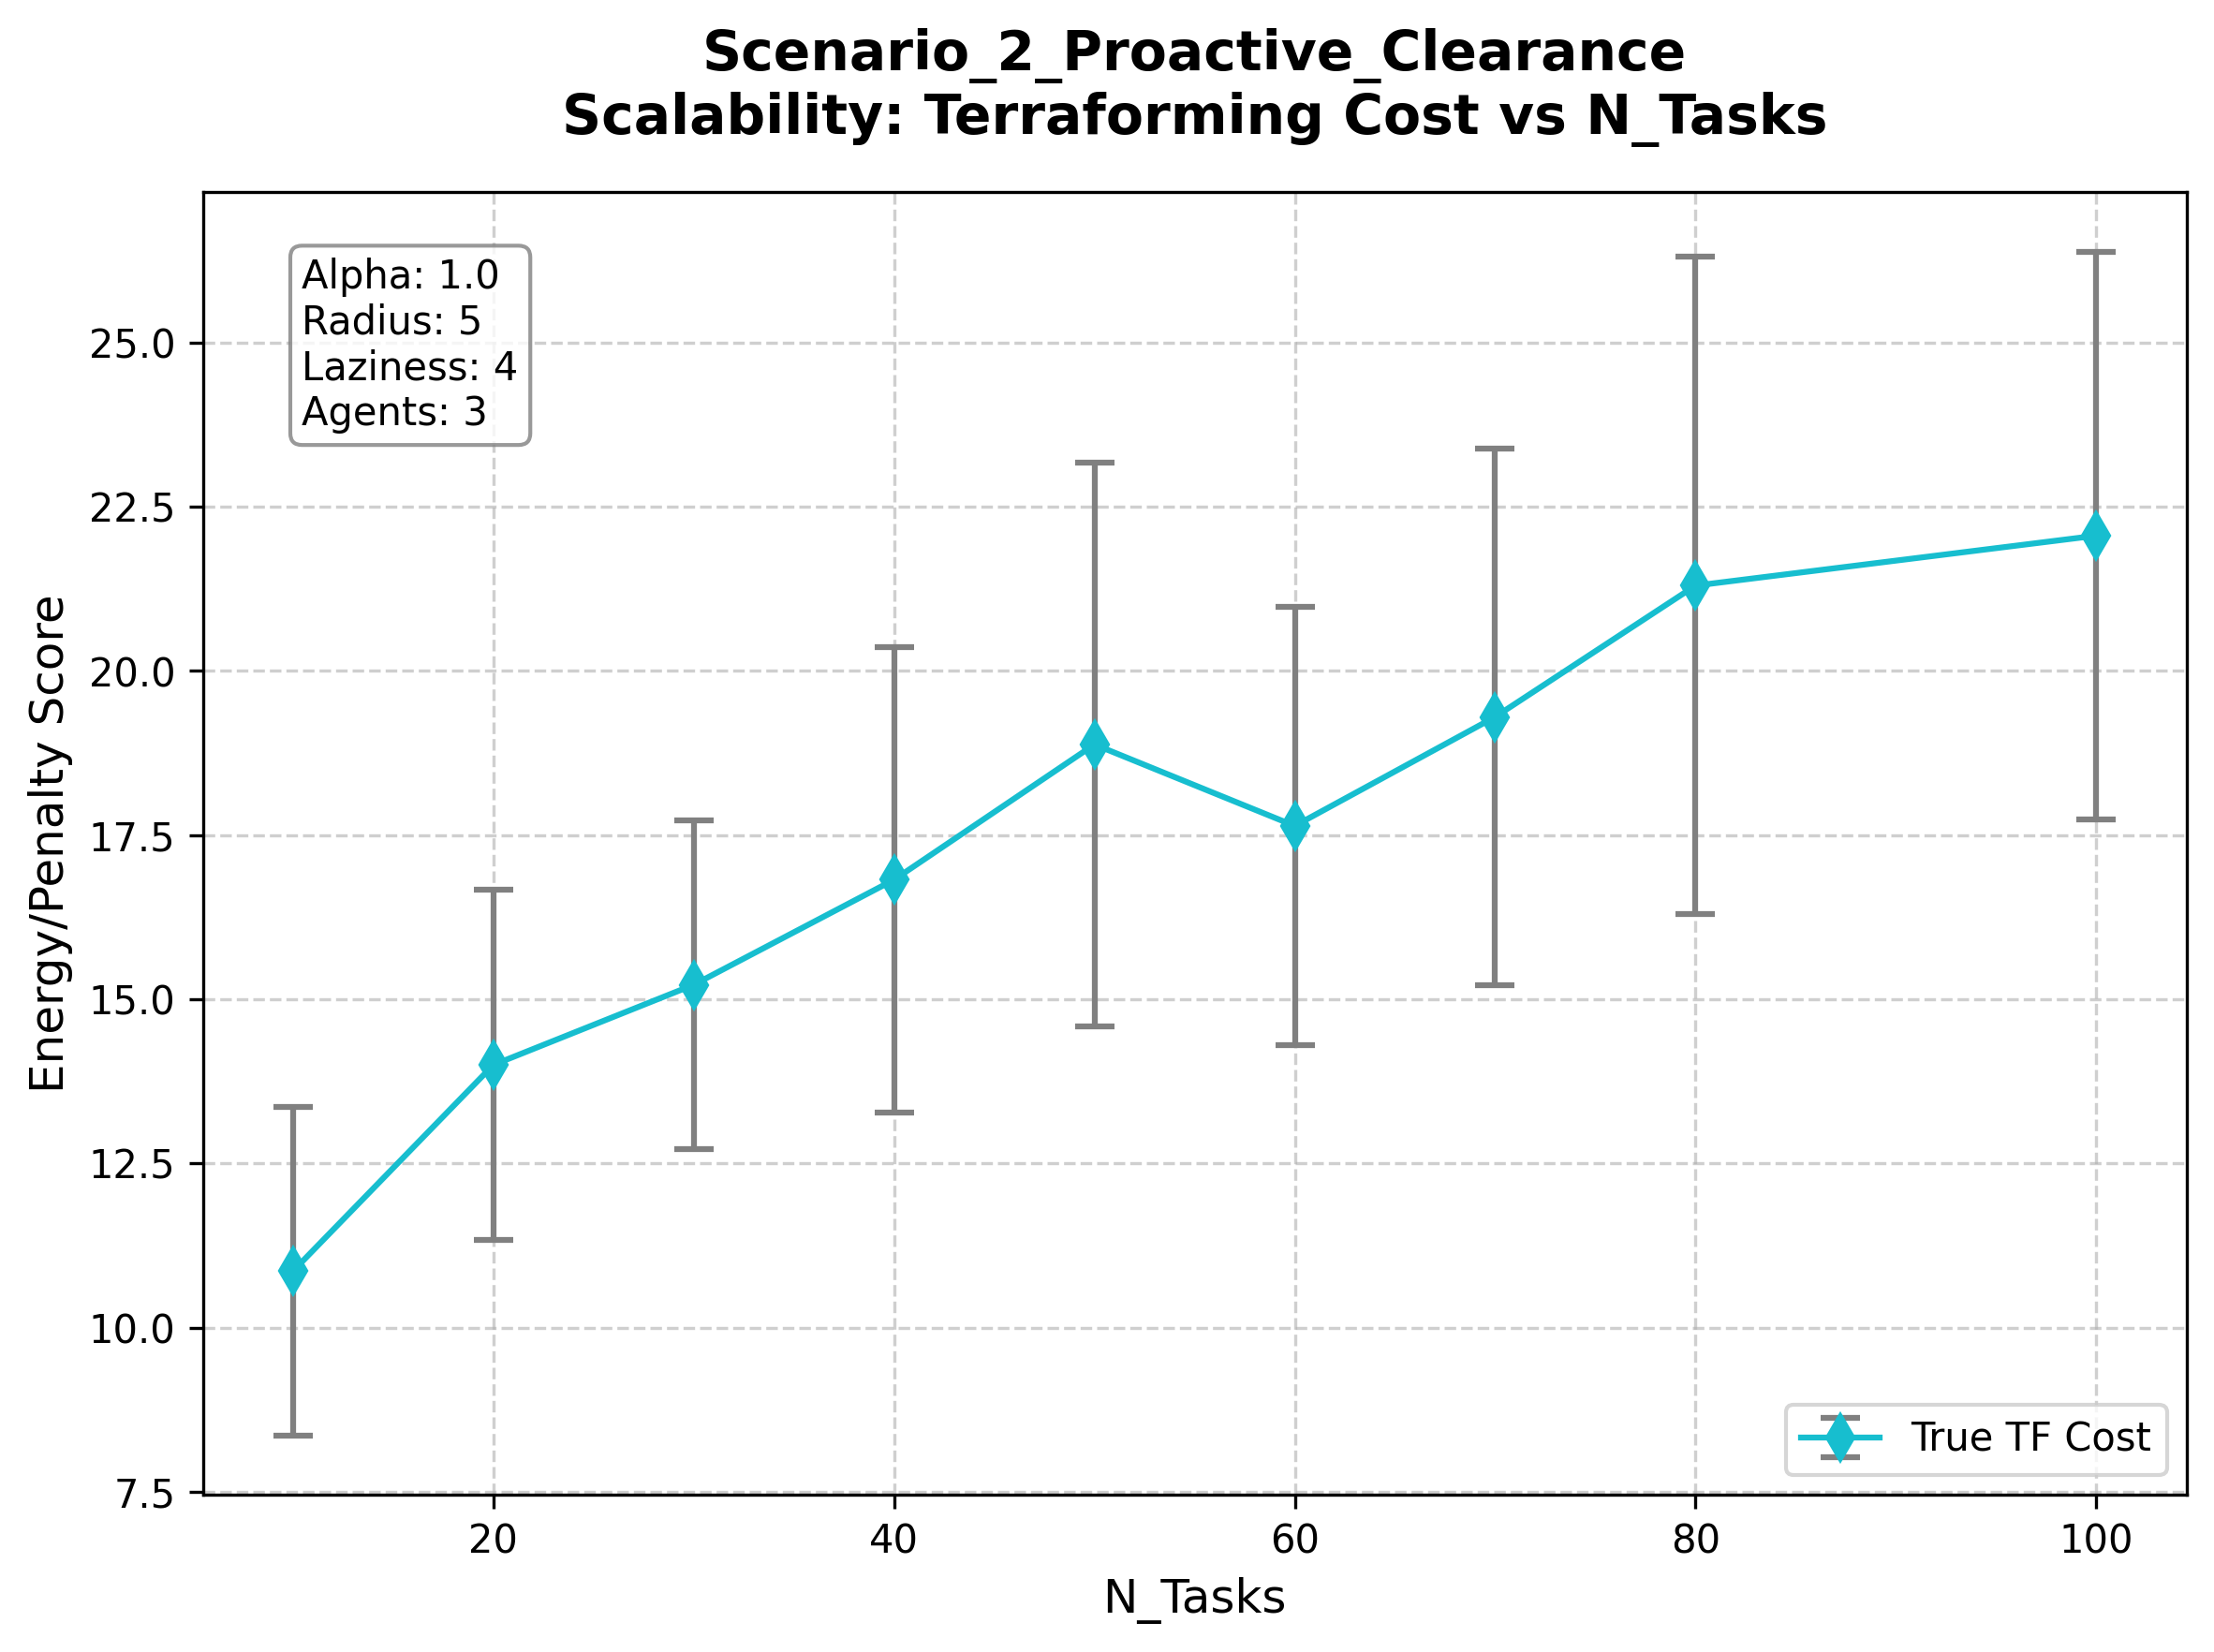 Scenario_2_Proactive_Clearance
Scalability: Terraforming Cost vs N_Tasks
Alpha: 1.0
Radius: 5
Laziness: 4
Agents: 3
Energy/Penalty Score
25.0
22.5
20.0
17.5
15.0
12.5
10.0
7.5
True TF Cost
20
40
60
80
100
N_Tasks